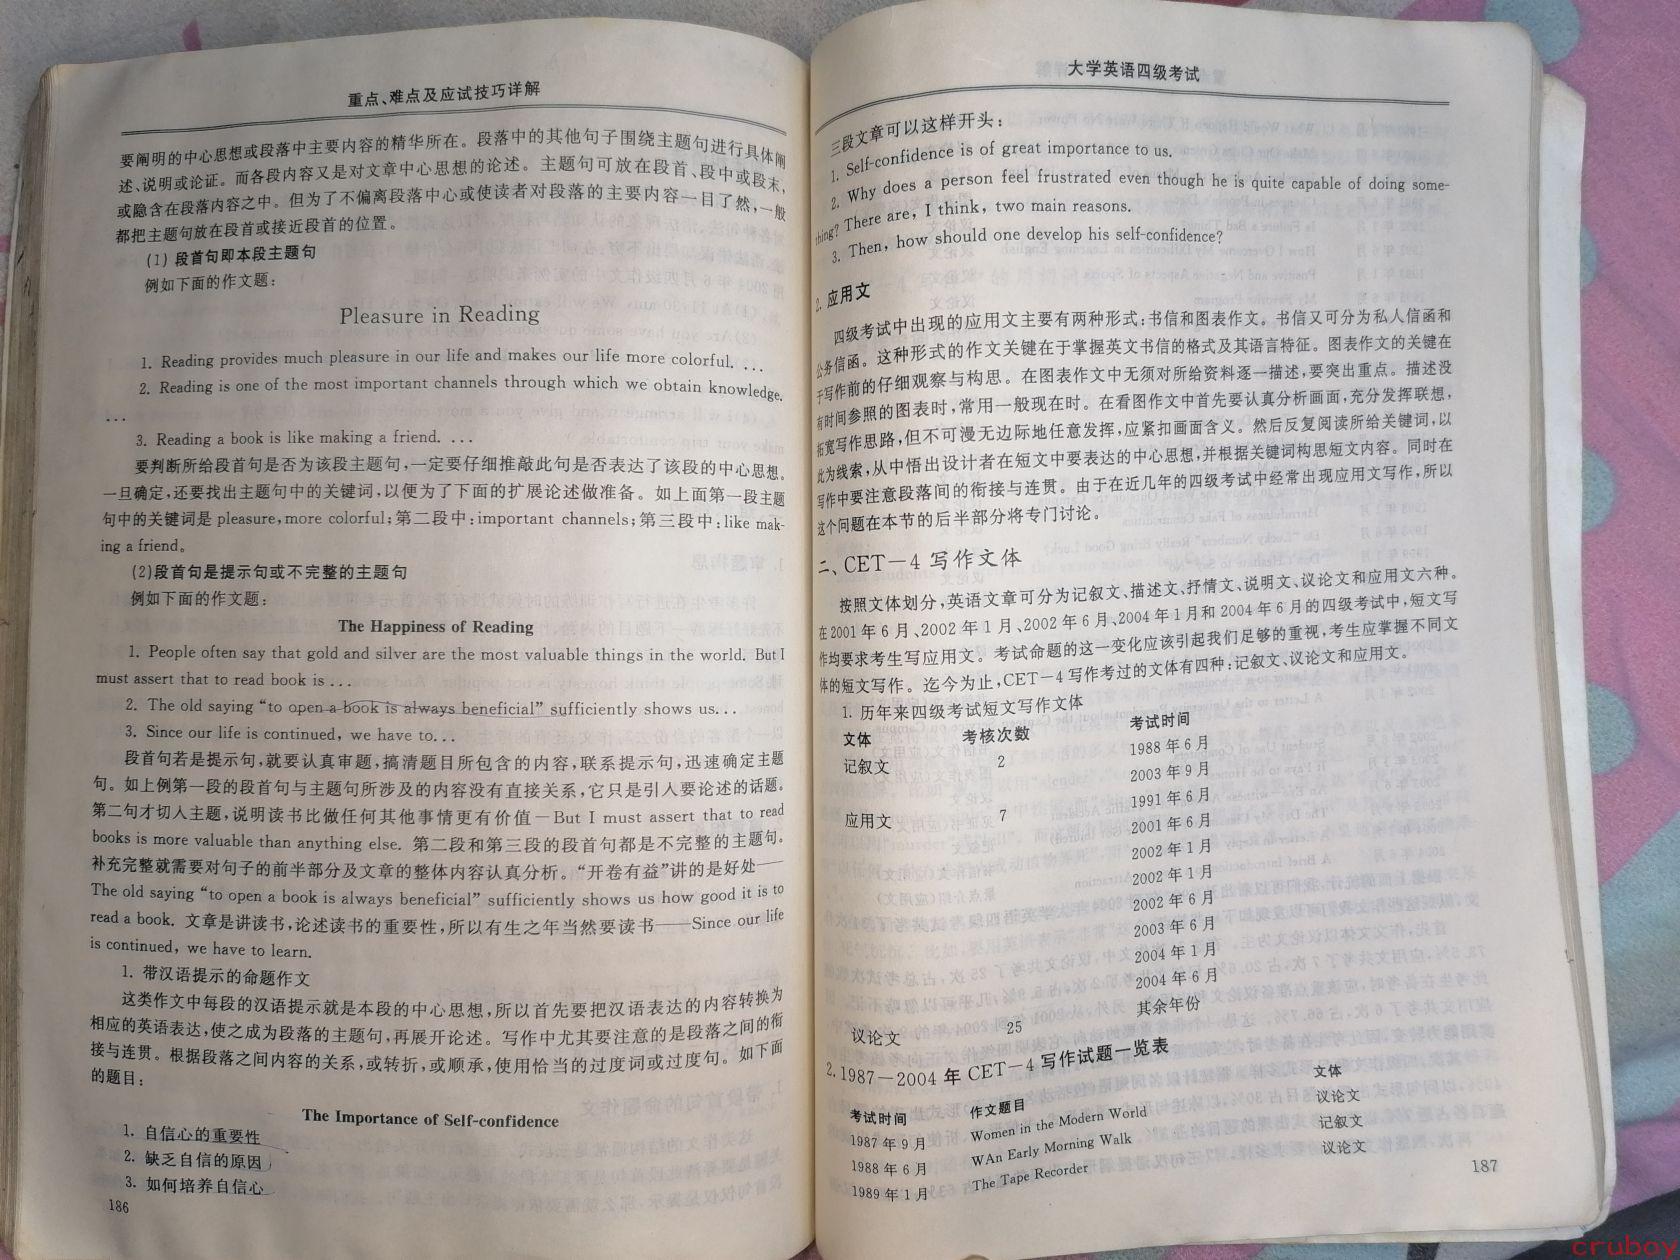 重点、难点及应试技巧详解
要阐明的中心思想或段落中主要内容的精华所在。段落中的其他句子围绕主题句进行具体阐
述、说明或论证。而各段内容又是对文章中心思想的论述。主题句可放在段首、段中或段末,
或隐含在段落内容之中。但为了不偏离段落中心或使读者对段落的主要内容一目了然,一般
都把主题句放在段首或接近段首的位置。
(1) 段首句即本段主题句
例如下面的作文题:
Pleasure in Reading
1. Reading provides much pleasure in our life and makes our life more colorful. ...
2. Reading is one of the most important channels through which we obtain knowledge.
...
3. Reading a book is like making a friend. ...
要判断所给段首句是否为该段主题句,一定要仔细推敲此句是否表达了该段的中心思想。
一旦确定,还要找出主题句中的关键词,以便为了下面的扩展论述做准备。如上面第一段主题
句中的关键词是 pleasure,more colorful;第二段中:important channels;第三段中:like mak-
ing a friend。
(2)段首句是提示句或不完整的主题句
例如下面的作文题:
The Happiness of Reading
1. People often say that gold and silver are the most valuable things in the world. But I
must assert that to read book is ...
2. The old saying “to open a book is always beneficial” sufficiently shows us...
3. Since our life is continued, we have to...
段首句若是提示句,就要认真审题,搞清题目所包含的内容,联系提示句,迅速确定主题
句。如上例第一段的段首句与主题句所涉及的内容没有直接关系,它只是引入要论述的话题。
第二句才切入主题,说明读书比做任何其他事情更有价值—But I must assert that to read
books is more valuable than anything else. 第二段和第三段的段首句都是不完整的主题句。
补充完整就需要对句子的前半部分及文章的整体内容认真分析。“开卷有益”讲的是好处——
The old saying “to open a book is always beneficial” sufficiently shows us how good it is to
read a book. 文章是讲读书,论述读书的重要性,所以有生之年当然要读书——Since our life
is continued, we have to learn.
1. 带汉语提示的命题作文
这类作文中每段的汉语提示就是本段的中心思想,所以首先要把汉语表达的内容转换为
相应的英语表达,使之成为段落的主题句,再展开论述。写作中尤其要注意的是段落之间的衔
接与连贯。根据段落之间内容的关系,或转折,或顺承,使用恰当的过度词或过度句。如下面
的题目:
The Importance of Self-confidence
1. 自信心的重要性
2. 缺乏自信的原因
3. 如何培养自信心
186
大学英语四级考试
三段文章可以这样开头:
1. Self-confidence is of great importance to us.
2. Why does a person feel frustrated even though he is quite capable of doing some-
thing? There are, I think, two main reasons.
3. Then, how should one develop his self-confidence?
2. 应用文
四级考试中出现的应用文主要有两种形式:书信和图表作文。书信又可分为私人信函和
公务信函。这种形式的作文关键在于掌握英文书信的格式及其语言特征。图表作文的关键在
于写作前的仔细观察与构思。在图表作文中无须对所给资料逐一描述,要突出重点。描述没
有时间参照的图表时,常用一般现在时。在看图作文中首先要认真分析画面,充分发挥联想,
拓宽写作思路,但不可漫无边际地任意发挥,应紧扣画面含义。然后反复阅读所给关键词,以
此为线索,从中悟出设计者在短文中要表达的中心思想,并根据关键词构思短文内容。同时在
写作中要注意段落间的衔接与连贯。由于在近几年的四级考试中经常出现应用文写作,所以
这个问题在本节的后半部分将专门讨论。
二、CET—4 写作文体
按照文体划分,英语文章可分为记叙文、描述文、抒情文、说明文、议论文和应用文六种。
在2001年6月、2002年1月、2002年6月、2004年1月和2004年6月的四级考试中,短文写
作均要求考生写应用文。考试命题的这一变化应该引起我们足够的重视,考生应掌握不同文
体的短文写作。迄今为止,CET—4写作考过的文体有四种:记叙文、议论文和应用文。
1. 历年来四级考试短文写作文体
文体 考核次数 考试时间
记叙文 2 1988年6月
2003年9月
1991年6月
应用文 7 2001年6月
2002年1月
2002年1月
2002年6月
2003年6月
2004年1月
2004年6月
议论文 25 其余年份
2. 1987—2004年 CET—4 写作试题一览表
考试时间 作文题目 文体
1987年9月 Women in the Modern World 议论文
1988年6月 WAn Early Morning Walk 记叙文
1989年1月 The Tape Recorder 议论文
187
cruboy